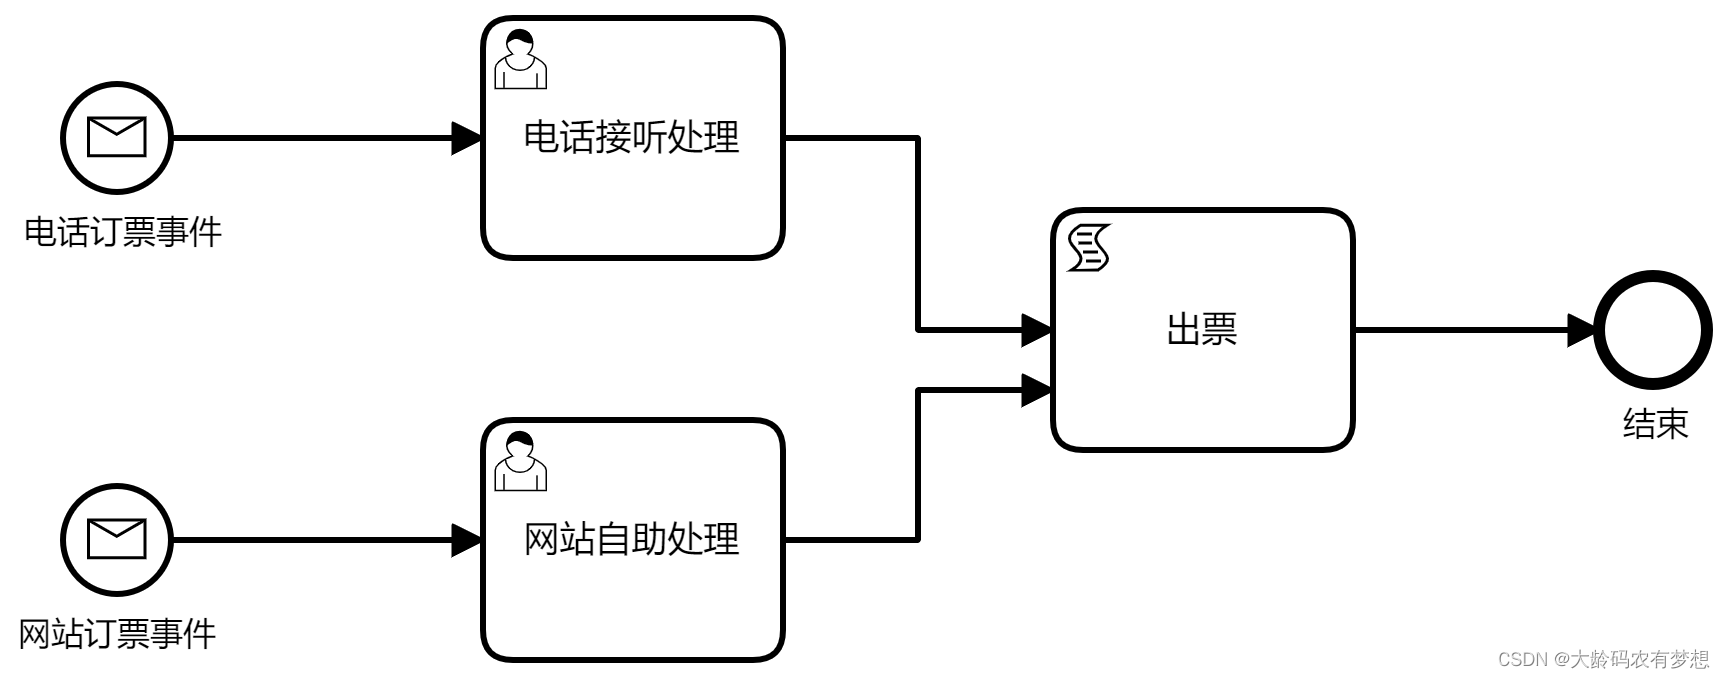 电话接听处理
电话订票事件
出票
结束
网站自助处理
网站订票事件
CSDN @大龄码农有梦想